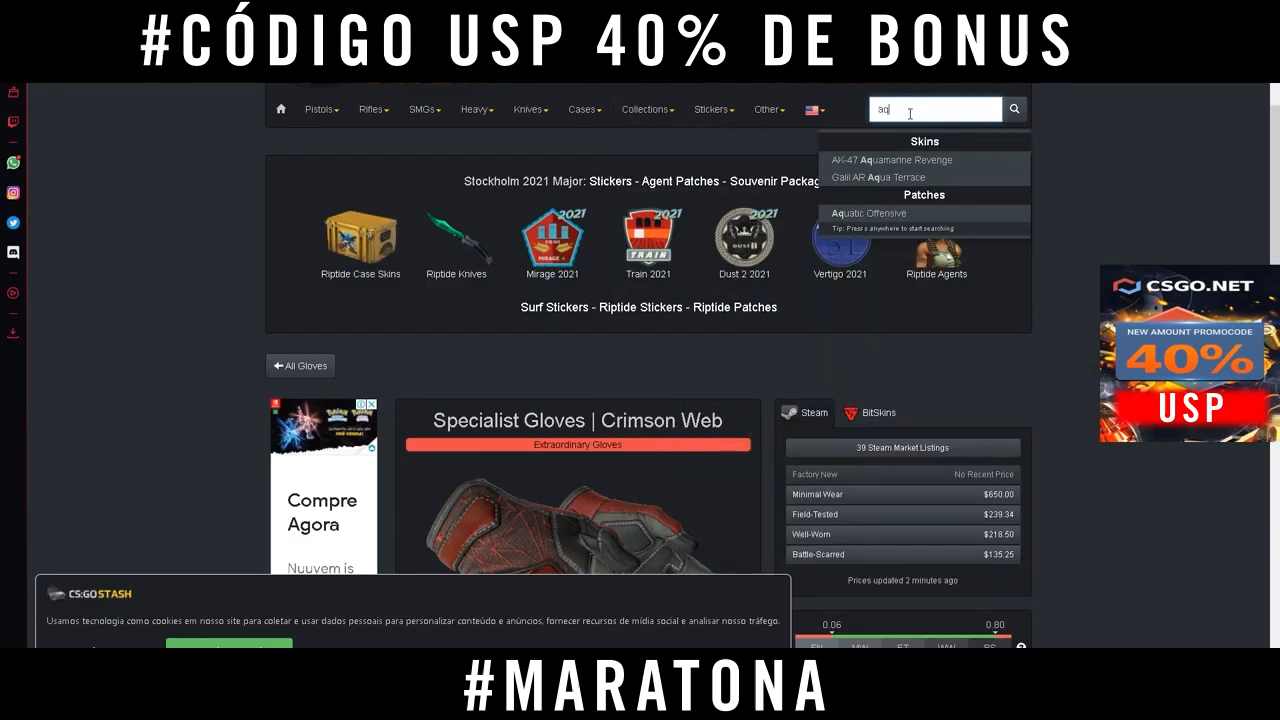 #CÓDIGO USP 40% DE BONUS
Pistols Rifles SMGs Heavy Knives Cases Collections Stickers Other
aq
Skins
AK-47 Aquamarine Revenge
Galil AR Aqua Terrace
Patches
Aquatic Offensive
Tip: Press s anywhere to start searching
Stockholm 2021 Major: Stickers - Agent Patches - Souvenir Packag
2021
MIRAGE
2021
TRAIN
2021
DUST II
Riptide Case Skins
Riptide Knives
Mirage 2021
Train 2021
Dust 2 2021
Vertigo 2021
Riptide Agents
Surf Stickers - Riptide Stickers - Riptide Patches
All Gloves
CSGO.NET
NEW AMOUNT PROMOCODE
40%
USP
Compre
Agora
Nuuvem is
Specialist Gloves | Crimson Web
Extraordinary Gloves
Steam BitSkins
39 Steam Market Listings
Factory New No Recent Price
Minimal Wear $650.00
Field-Tested $239.34
Well-Worn $218.50
Battle-Scarred $135.25
Prices updated 2 minutes ago
0.06 0.80
CS:GOSTASH
Usamos tecnologia como cookies em nosso site para coletar e usar dados pessoais para personalizar conteúdo e anúncios, fornecer recursos de mídia social e analisar nosso tráfego.
#MARATONA